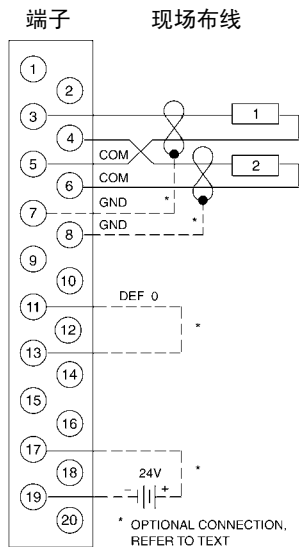 端子 现场布线
1
2
3 1
4
COM
5 2
COM
6
GND
7 *
GND
8 *
9
10
DEF 0
11
12 *
13
14
15
16
17
*
18 24V
19 - +
20
* OPTIONAL CONNECTION,
REFER TO TEXT